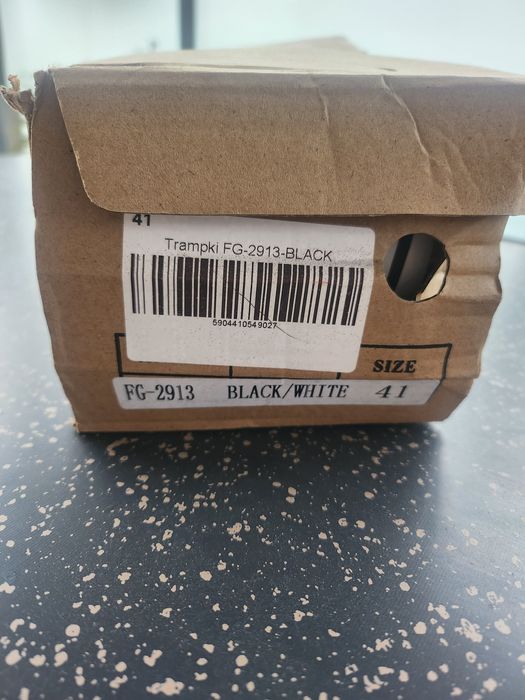 41
Trampki FG-2913-BLACK
5904410549027
SIZE
FG-2913 BLACK/WHITE 41